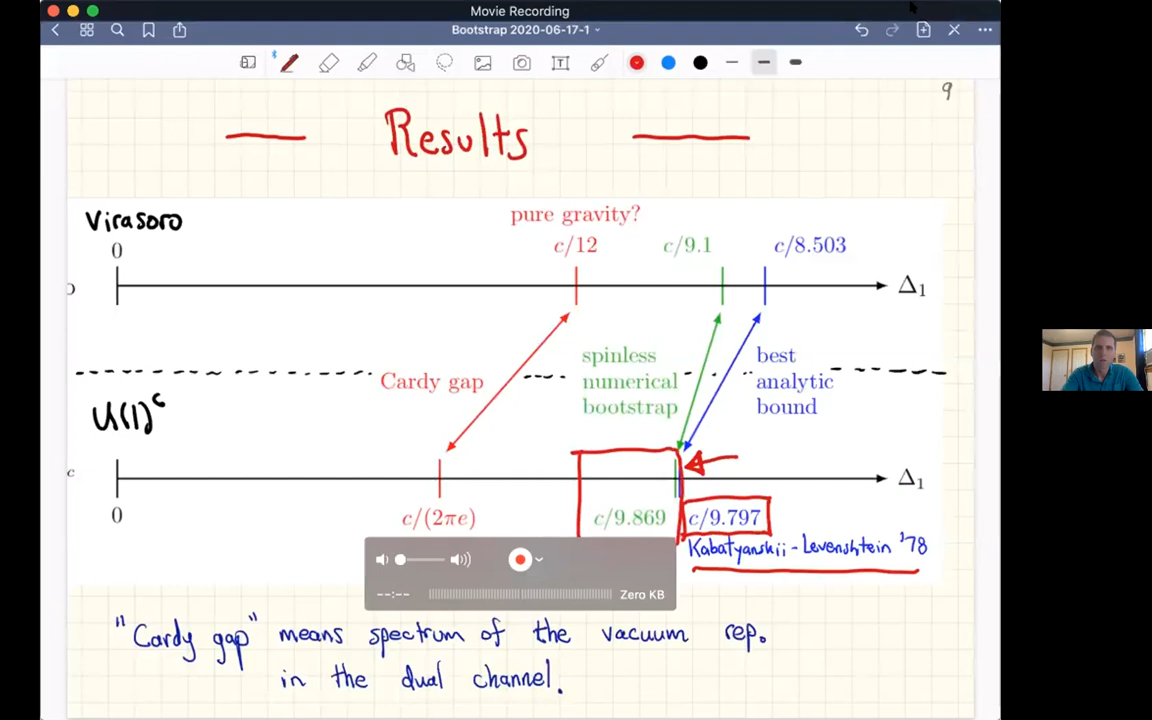 Movie Recording
Bootstrap 2020-06-17-1
9
Results
Virasoro
pure gravity?
0
c/12
c/9.1
c/8.503
Δ₁
Cardy gap
spinless
numerical
bootstrap
best
analytic
bound
U(1)ᶜ
c
Δ₁
0
c/(2πe)
c/9.869
c/9.797
Kabatyanskii - Levenshtein '78
--:--
Zero KB
"Cardy gap" means spectrum of the vacuum rep.
in the dual channel.